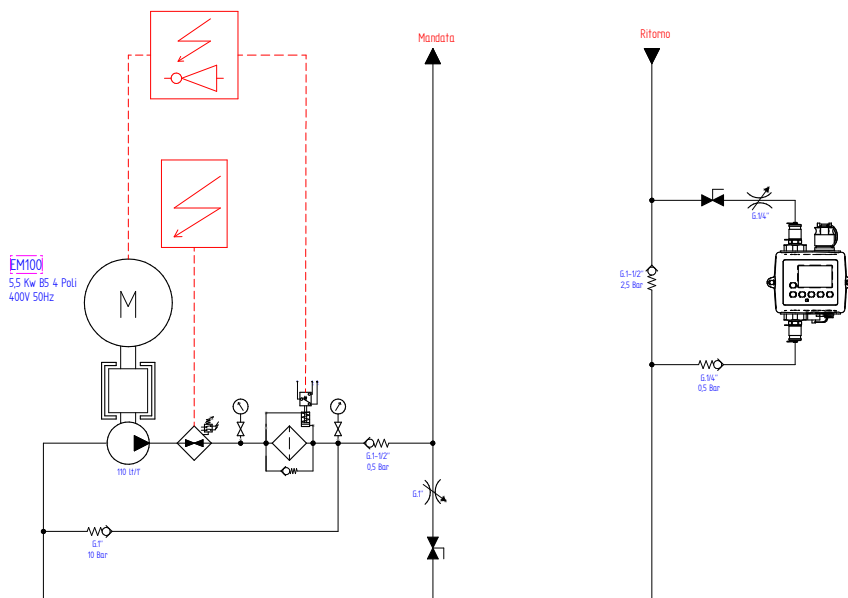 Mandata
Ritorno
G.1/4"
EM100
5,5 Kw B5 4 Poli
400V 50Hz
M
G.1-1/2"
2,5 Bar
G.1/4"
0,5 Bar
G.1-1/2"
0,5 Bar
110 lt/1'
G.1"
G.1"
10 Bar